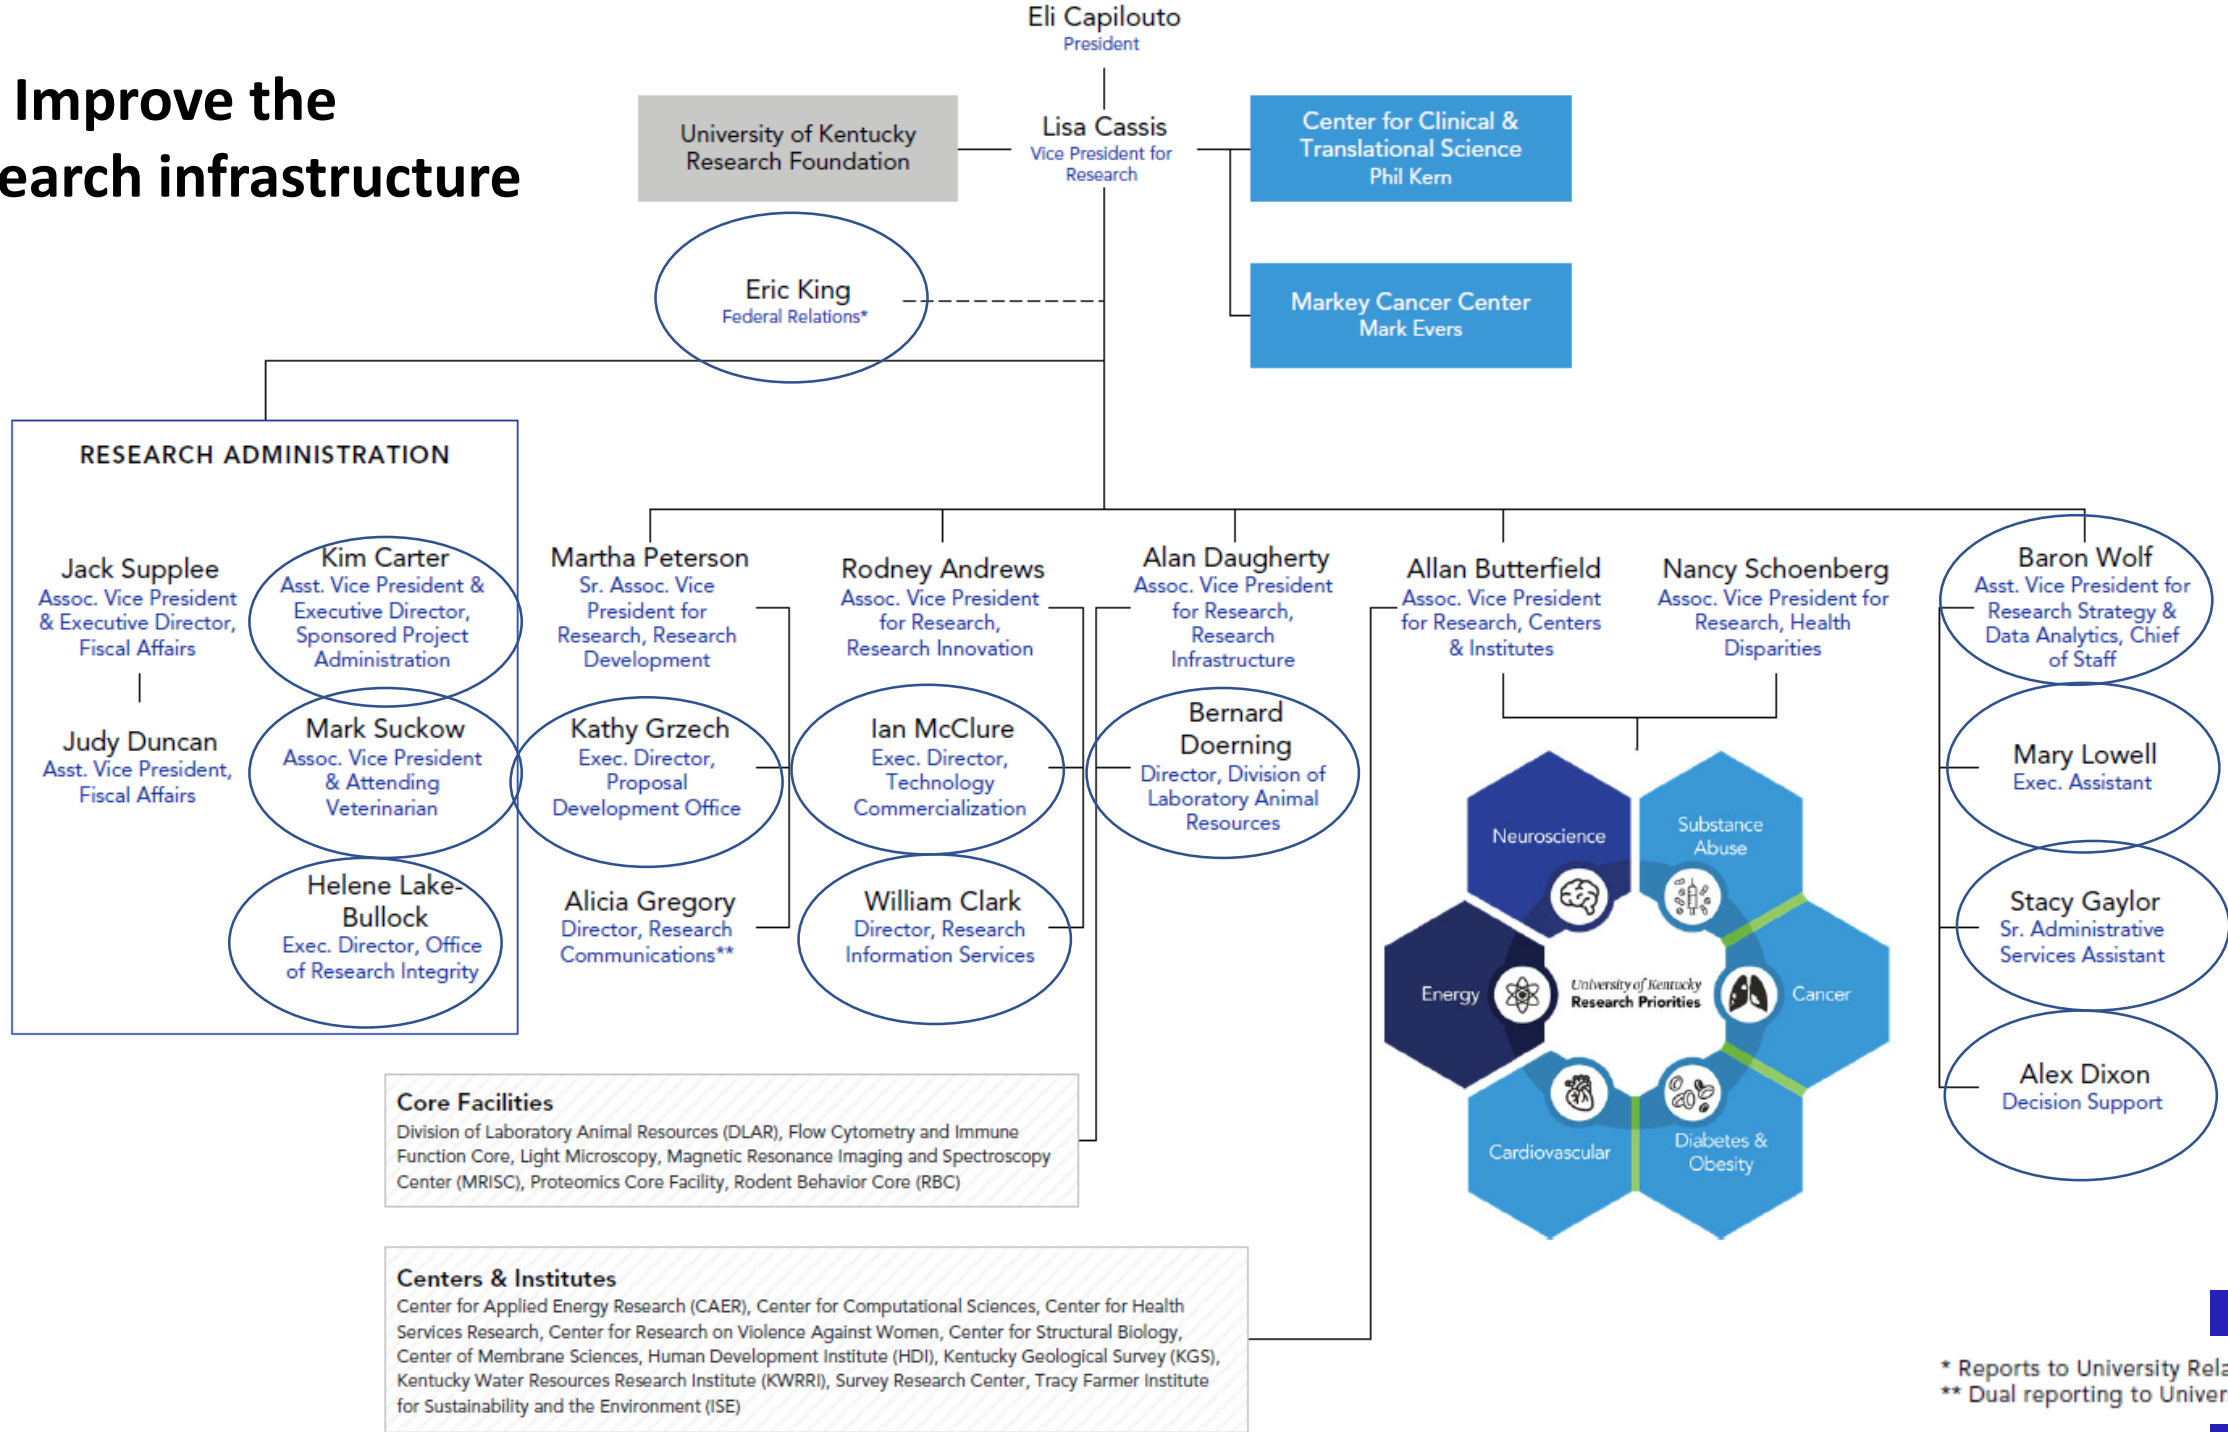 Improve the
earch infrastructure
Eli Capilouto
President
University of Kentucky
Research Foundation
Lisa Cassis
Vice President for
Research
Center for Clinical &
Translational Science
Phil Kern
Eric King
Federal Relations*
Markey Cancer Center
Mark Evers
RESEARCH ADMINISTRATION
Jack Supplee
Assoc. Vice President
& Executive Director,
Fiscal Affairs
Judy Duncan
Asst. Vice President,
Fiscal Affairs
Kim Carter
Asst. Vice President &
Executive Director,
Sponsored Project
Administration
Mark Suckow
Assoc. Vice President
& Attending
Veterinarian
Helene Lake-
Bullock
Exec. Director, Office
of Research Integrity
Martha Peterson
Sr. Assoc. Vice
President for
Research, Research
Development
Kathy Grzech
Exec. Director,
Proposal
Development Office
Alicia Gregory
Director, Research
Communications**
Rodney Andrews
Assoc. Vice President
for Research,
Research Innovation
Ian McClure
Exec. Director,
Technology
Commercialization
William Clark
Director, Research
Information Services
Alan Daugherty
Assoc. Vice President
for Research,
Research
Infrastructure
Bernard
Doerning
Director, Division of
Laboratory Animal
Resources
Allan Butterfield
Assoc. Vice President
for Research, Centers
& Institutes
Nancy Schoenberg
Assoc. Vice President for
Research, Health
Disparities
Neuroscience
Substance
Abuse
Energy
University of Kentucky
Research Priorities
Cancer
Cardiovascular
Diabetes &
Obesity
Baron Wolf
Asst. Vice President for
Research Strategy &
Data Analytics, Chief
of Staff
Mary Lowell
Exec. Assistant
Stacy Gaylor
Sr. Administrative
Services Assistant
Alex Dixon
Decision Support
Core Facilities
Division of Laboratory Animal Resources (DLAR), Flow Cytometry and Immune
Function Core, Light Microscopy, Magnetic Resonance Imaging and Spectroscopy
Center (MRISC), Proteomics Core Facility, Rodent Behavior Core (RBC)
Centers & Institutes
Center for Applied Energy Research (CAER), Center for Computational Sciences, Center for Health
Services Research, Center for Research on Violence Against Women, Center for Structural Biology,
Center of Membrane Sciences, Human Development Institute (HDI), Kentucky Geological Survey (KGS),
Kentucky Water Resources Research Institute (KWRRI), Survey Research Center, Tracy Farmer Institute
for Sustainability and the Environment (ISE)
* Reports to University Rela
** Dual reporting to Univer